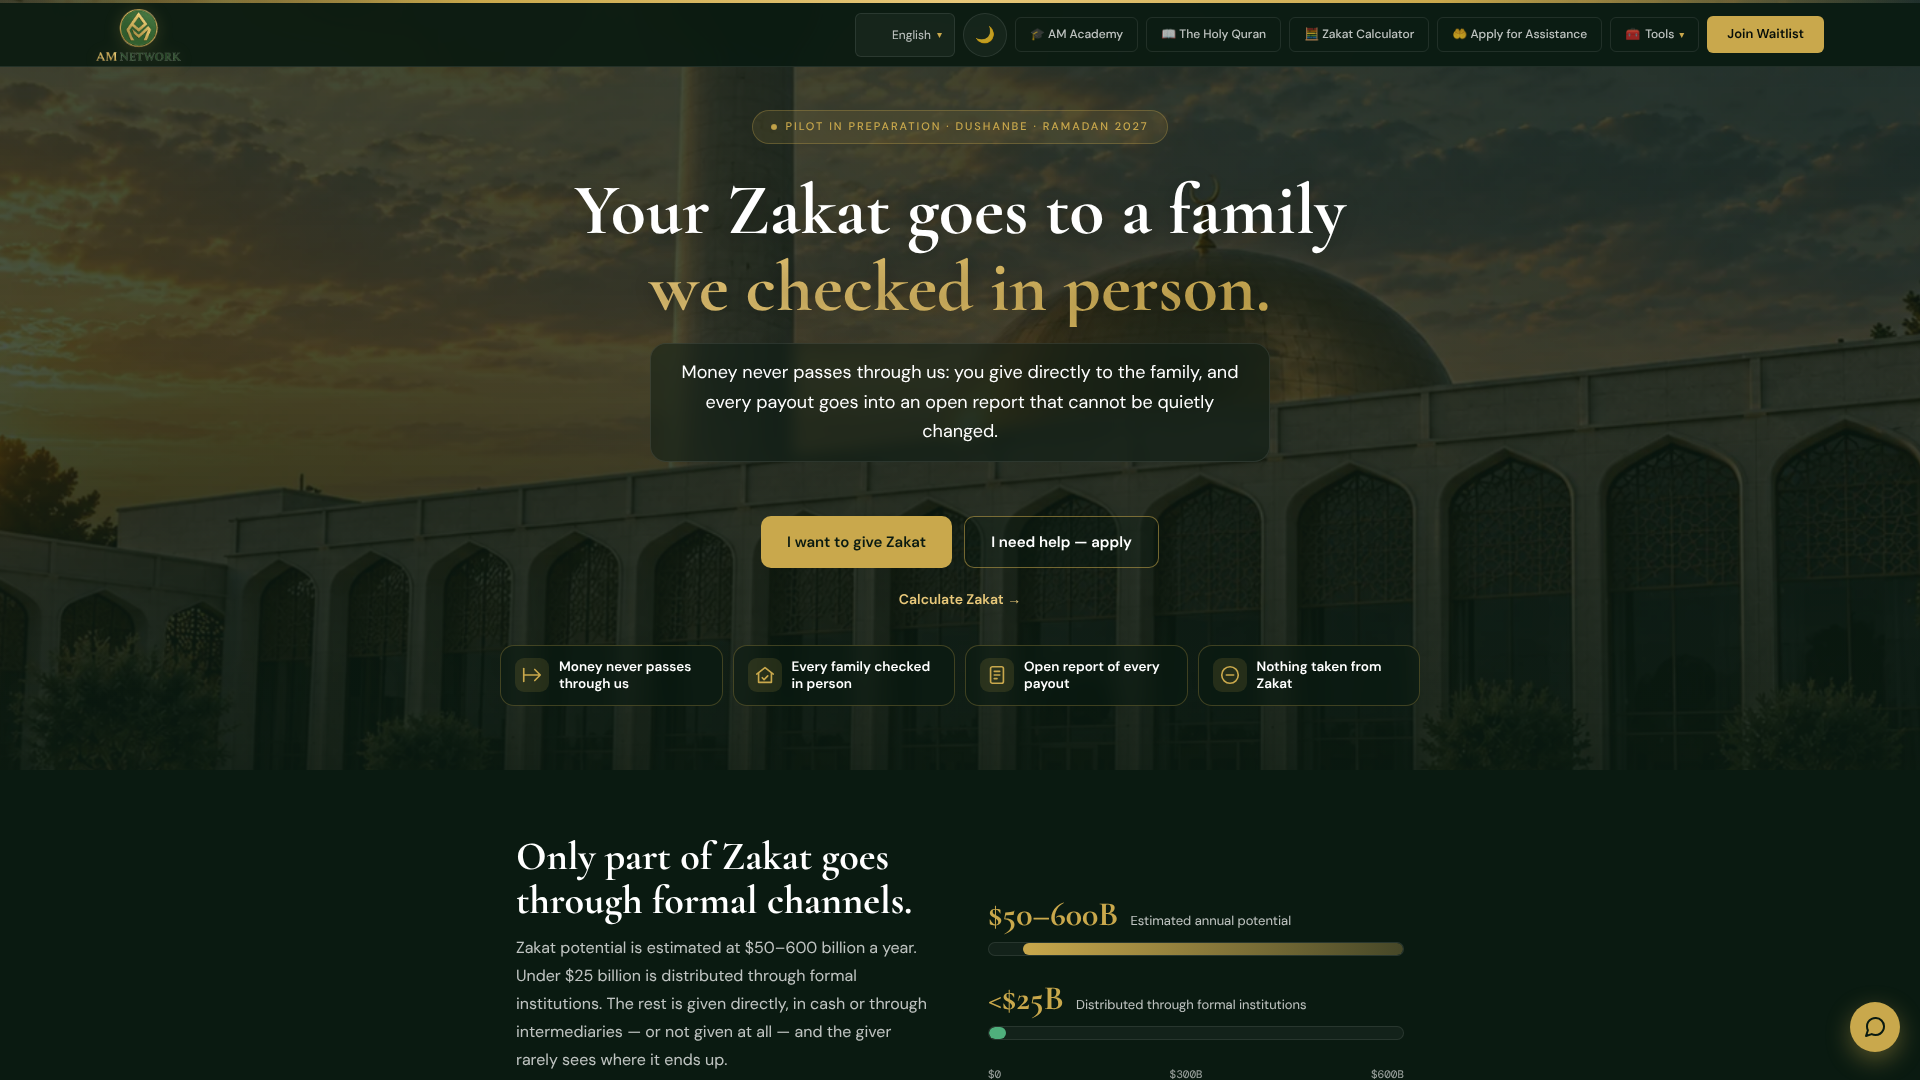 AM NETWORK
English ▾
AM Academy
The Holy Quran
Zakat Calculator
Apply for Assistance
Tools ▾
Join Waitlist
PILOT IN PREPARATION · DUSHANBE · RAMADAN 2027
Your Zakat goes to a family
we checked in person.
Money never passes through us: you give directly to the family, and
every payout goes into an open report that cannot be quietly
changed.
I want to give Zakat
I need help — apply
Calculate Zakat →
Money never passes
through us
Every family checked
in person
Open report of every
payout
Nothing taken from
Zakat
Only part of Zakat goes
through formal channels.
Zakat potential is estimated at $50–600 billion a year.
Under $25 billion is distributed through formal
institutions. The rest is given directly, in cash or through
intermediaries — or not given at all — and the giver
rarely sees where it ends up.
$50–600B Estimated annual potential
<$25B Distributed through formal institutions
$0 $300B $600B